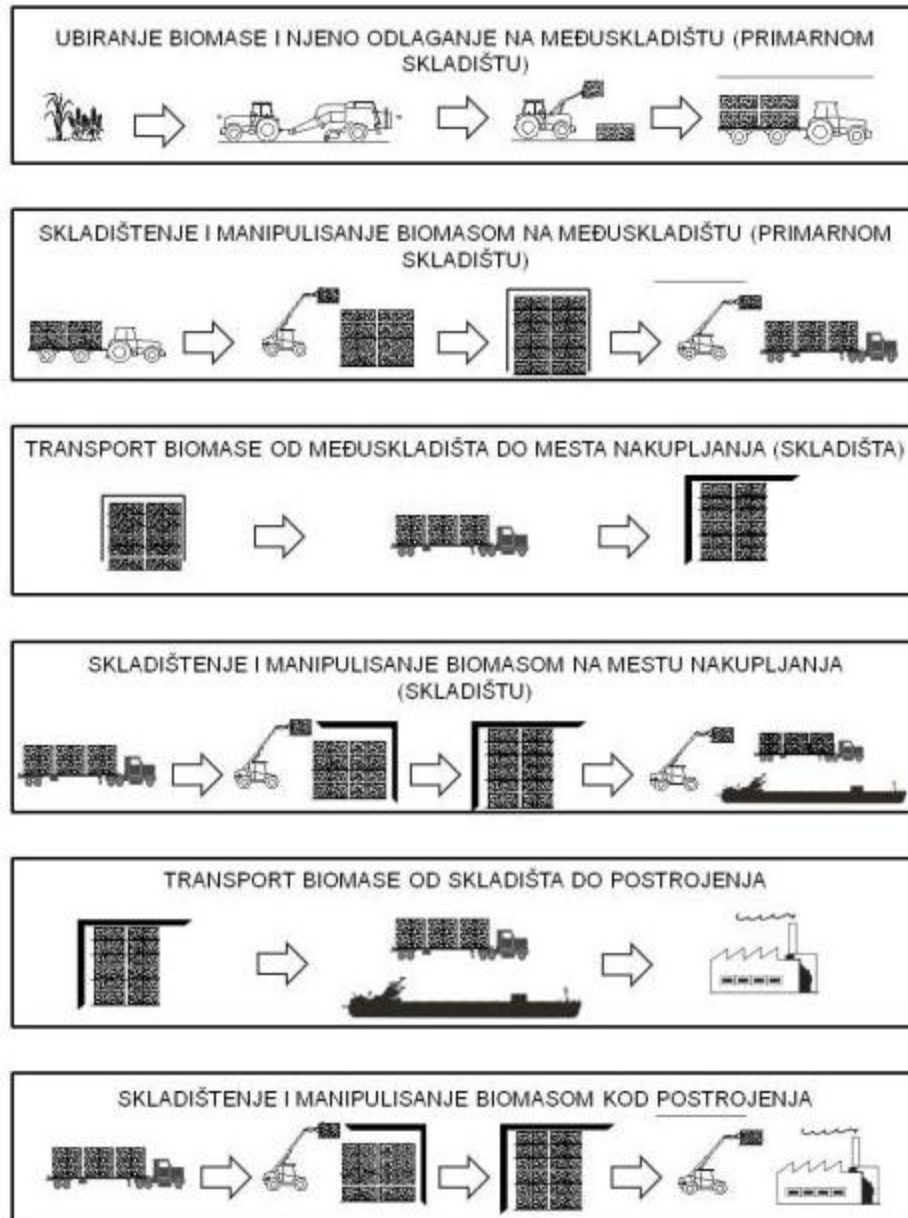 UBIRANJE BIOMASE I NJENO ODLAGANJE NA MEĐUSKLADIŠTU (PRIMARNOM
SKLADIŠTU)
SKLADIŠTENJE I MANIPULISANJE BIOMASOM NA MEĐUSKLADIŠTU (PRIMARNOM
SKLADIŠTU)
TRANSPORT BIOMASE OD MEĐUSKLADIŠTA DO MESTA NAKUPLJANJA (SKLADIŠTA)
SKLADIŠTENJE I MANIPULISANJE BIOMASOM NA MESTU NAKUPLJANJA
(SKLADIŠTU)
TRANSPORT BIOMASE OD SKLADIŠTA DO POSTROJENJA
SKLADIŠTENJE I MANIPULISANJE BIOMASOM KOD POSTROJENJA